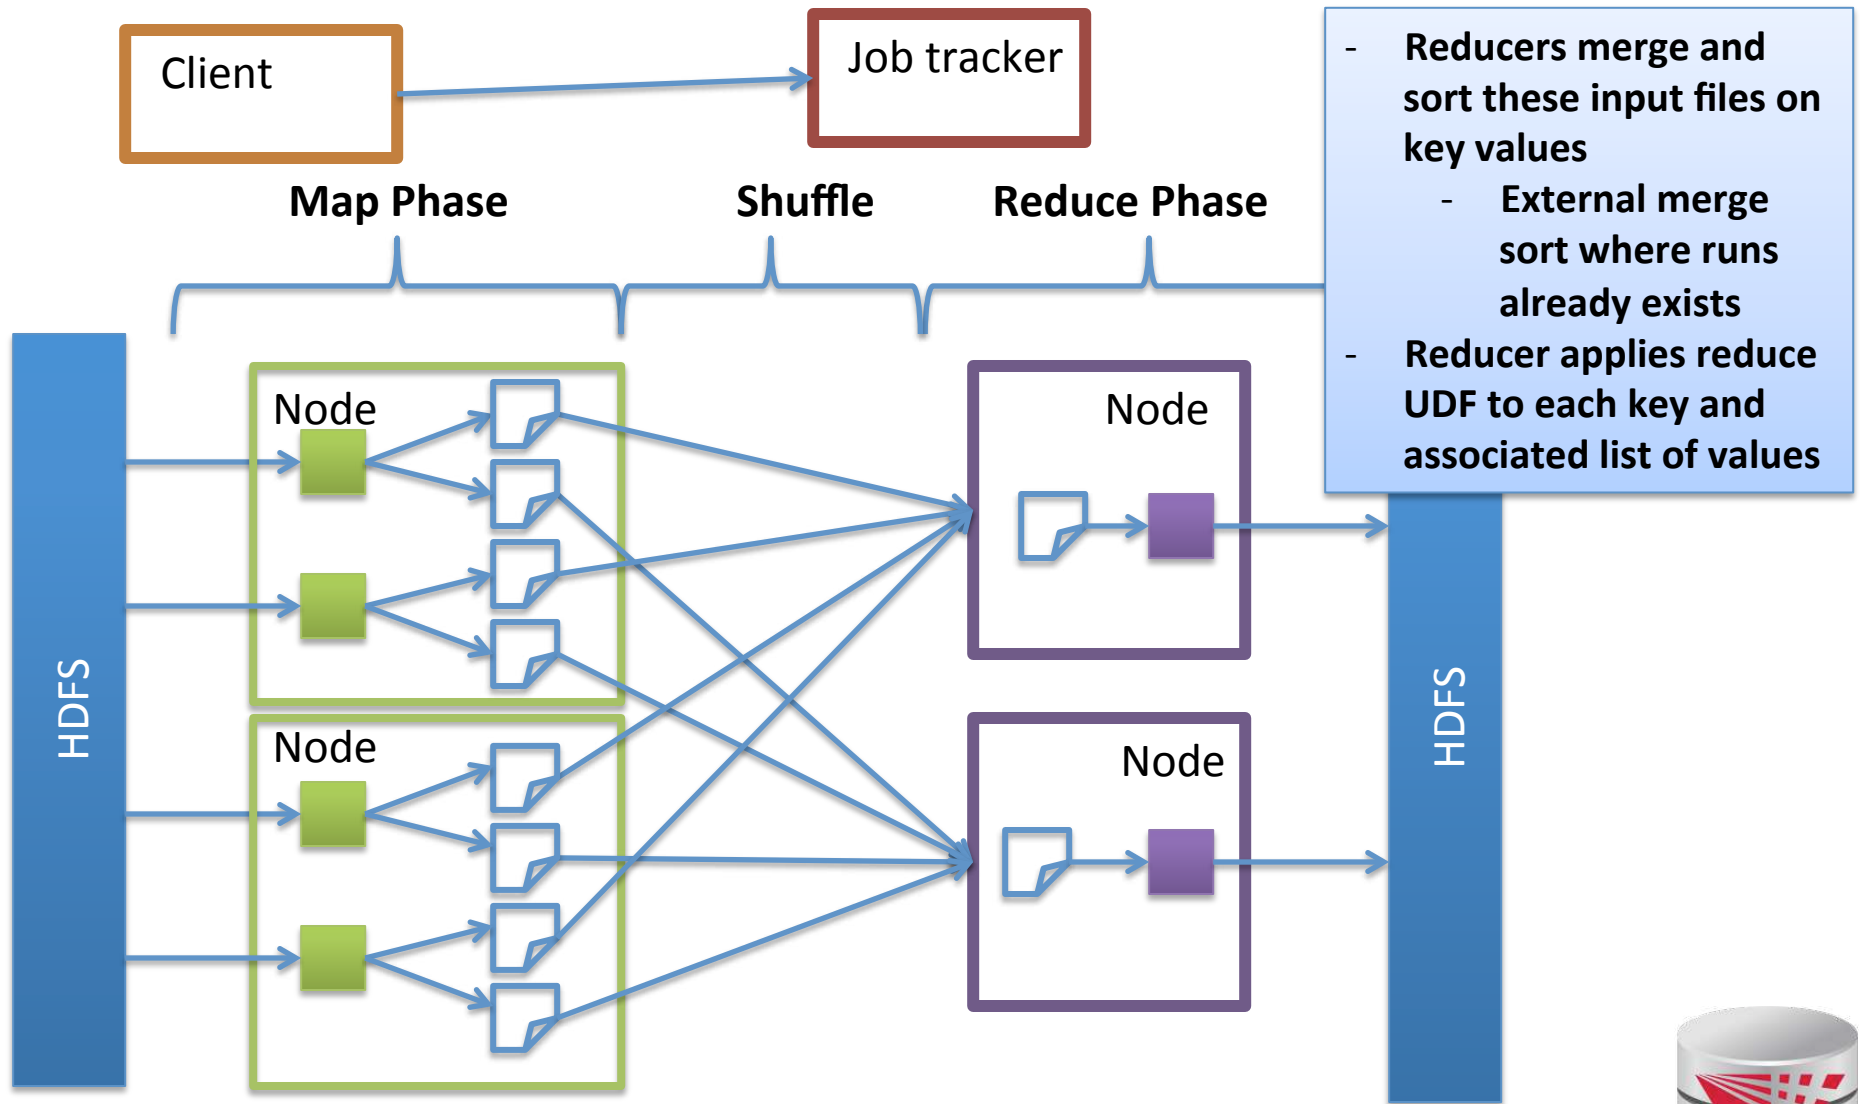 Client
Job tracker
Map Phase
Shuffle
Reduce Phase
- Reducers merge and
sort these input files on
key values
- External merge
sort where runs
already exists
- Reducer applies reduce
UDF to each key and
associated list of values
HDFS
Node
Node
Node
Node
HDFS